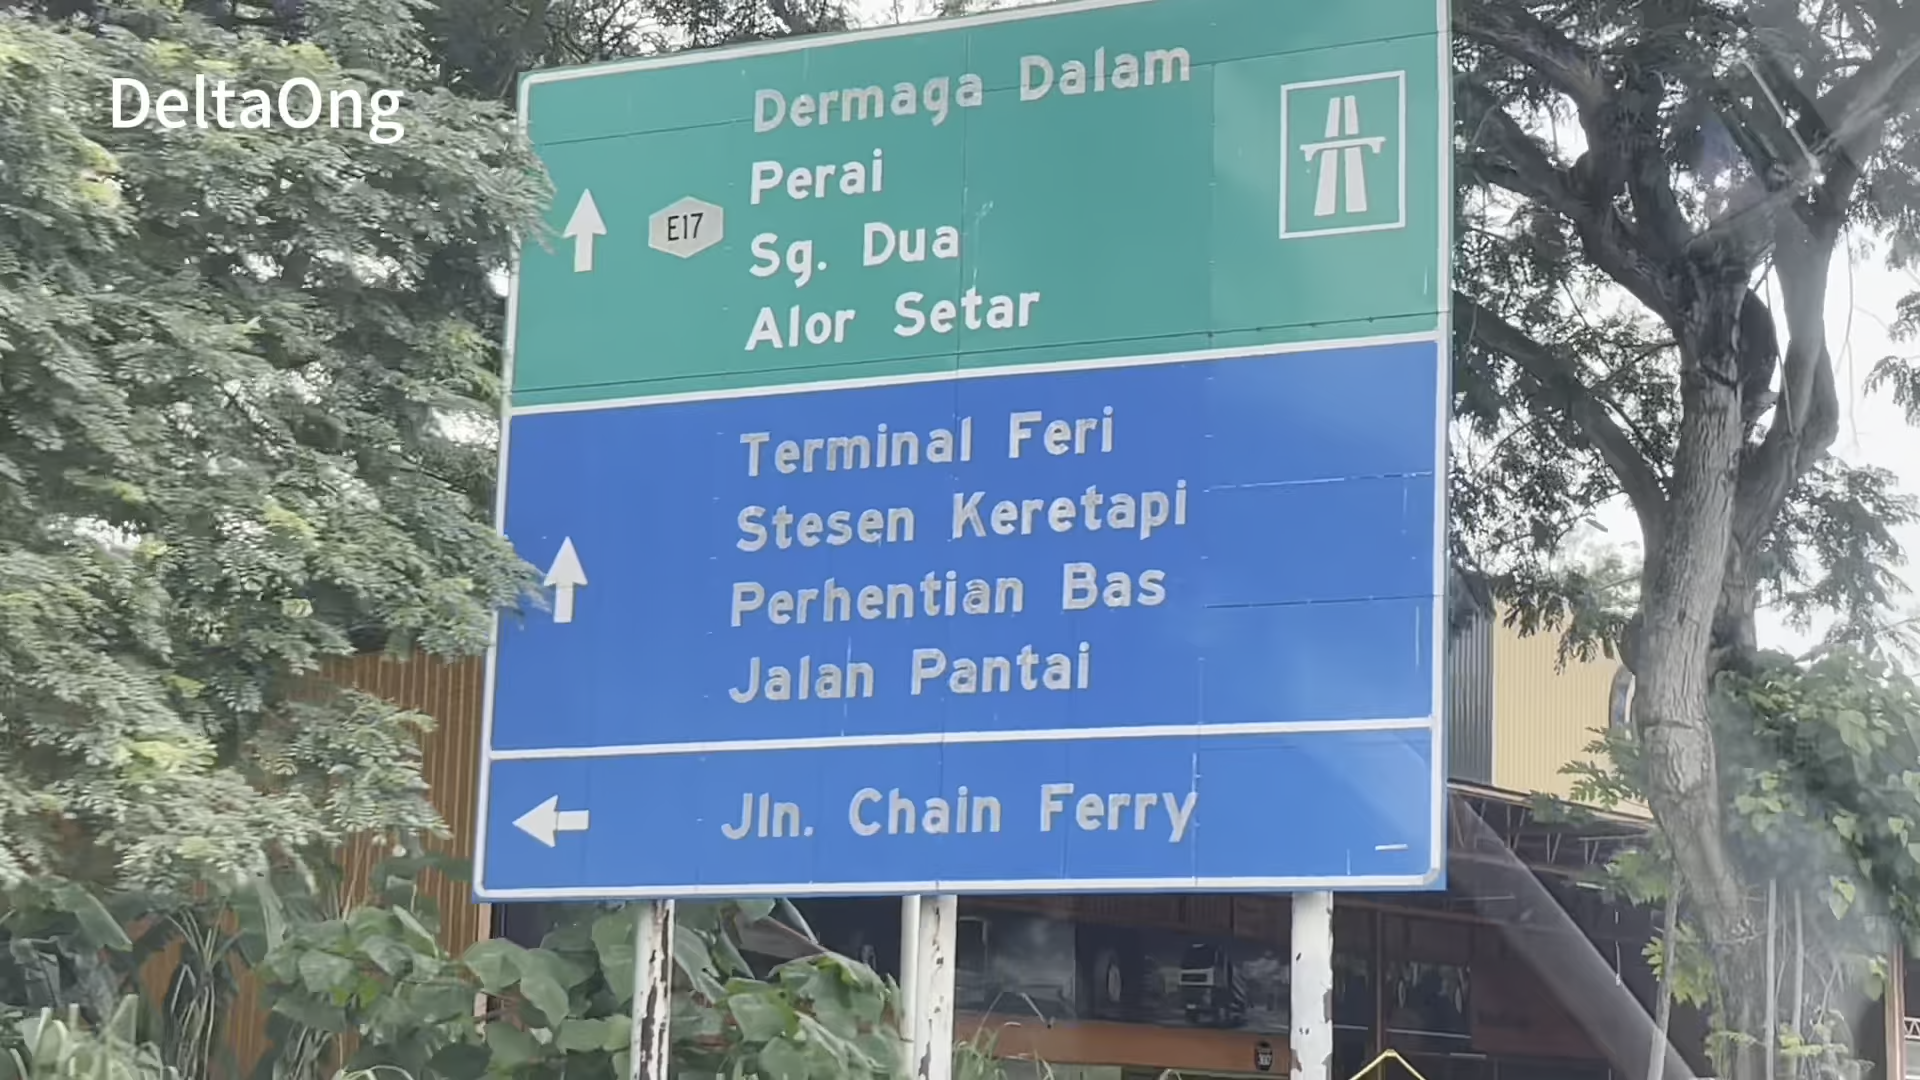 DeltaOng
Dermaga Dalam
Perai
E17
Sg. Dua
Alor Setar
Terminal Feri
Stesen Keretapi
Perhentian Bas
Jalan Pantai
Jln. Chain Ferry